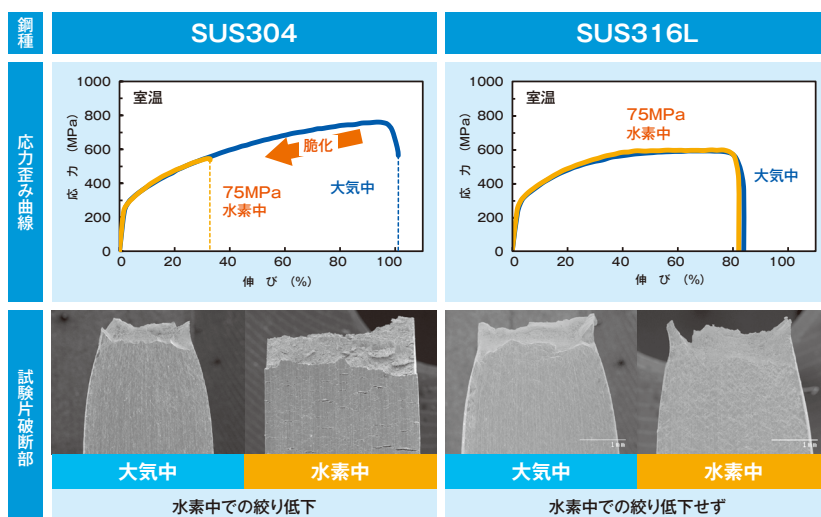 鋼種
SUS304
SUS316L
応力歪み曲線
応 力 (MPa)
1000
800
600
400
200
0
室温
脆化
75MPa
水素中
大気中
0 20 40 60 80 100
伸 び (%)
応 力 (MPa)
1000
800
600
400
200
0
室温
75MPa
水素中
大気中
0 20 40 60 80 100
伸 び (%)
試験片破断部
1mm
1mm
大気中
水素中
大気中
水素中
水素中での絞り低下
水素中での絞り低下せず